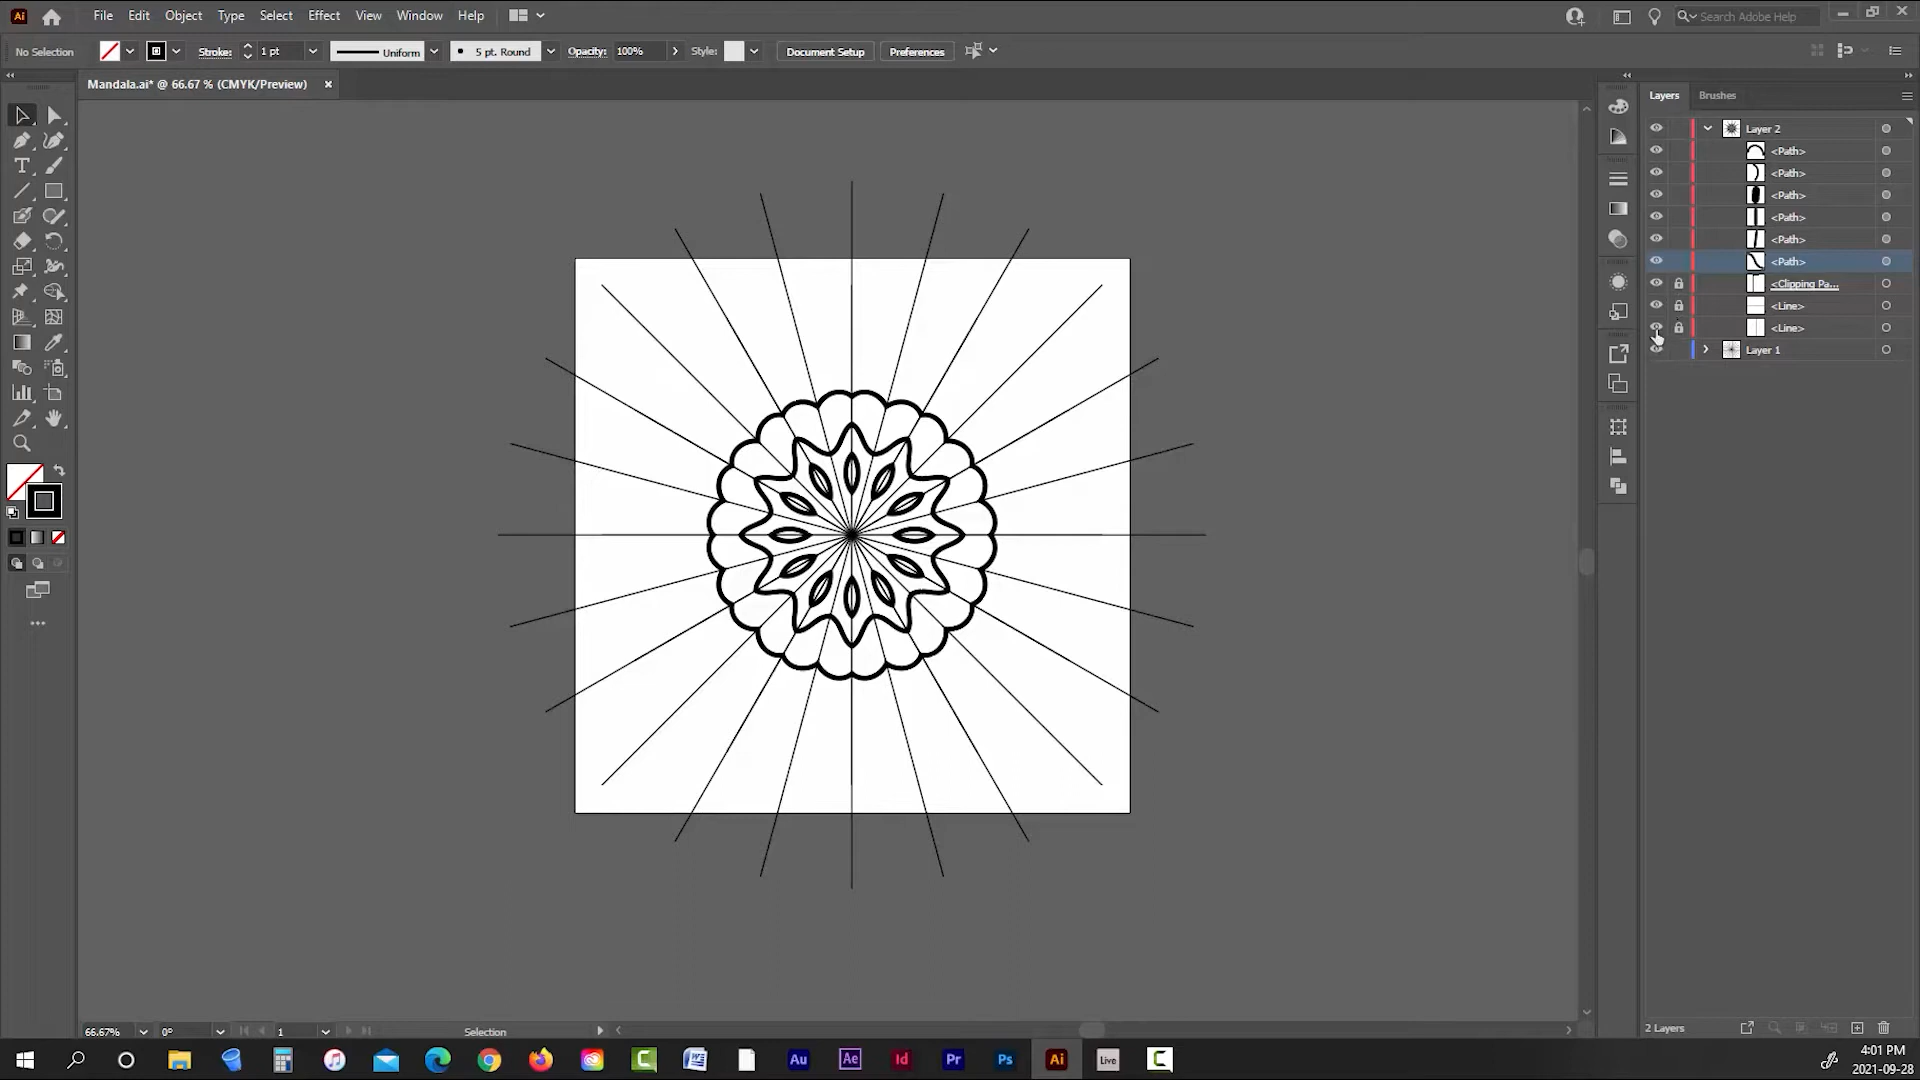 Ai File Edit Object Type Select Effect View Window Help Search Adobe Help
No Selection Stroke: 1 pt Uniform 5 pt. Round Opacity: 100% Style: Document Setup Preferences
Mandala.ai* @ 66.67 % (CMYK/Preview)
Layers Brushes
Layer 2
<Path>
<Path>
<Path>
<Path>
<Path>
<Path>
<Clipping Pa...
<Line>
<Line>
Layer 1
66.67% 0° 1 Selection
2 Layers
Au Ae Id Pr Ps Ai Live
4:01 PM
2021-09-28